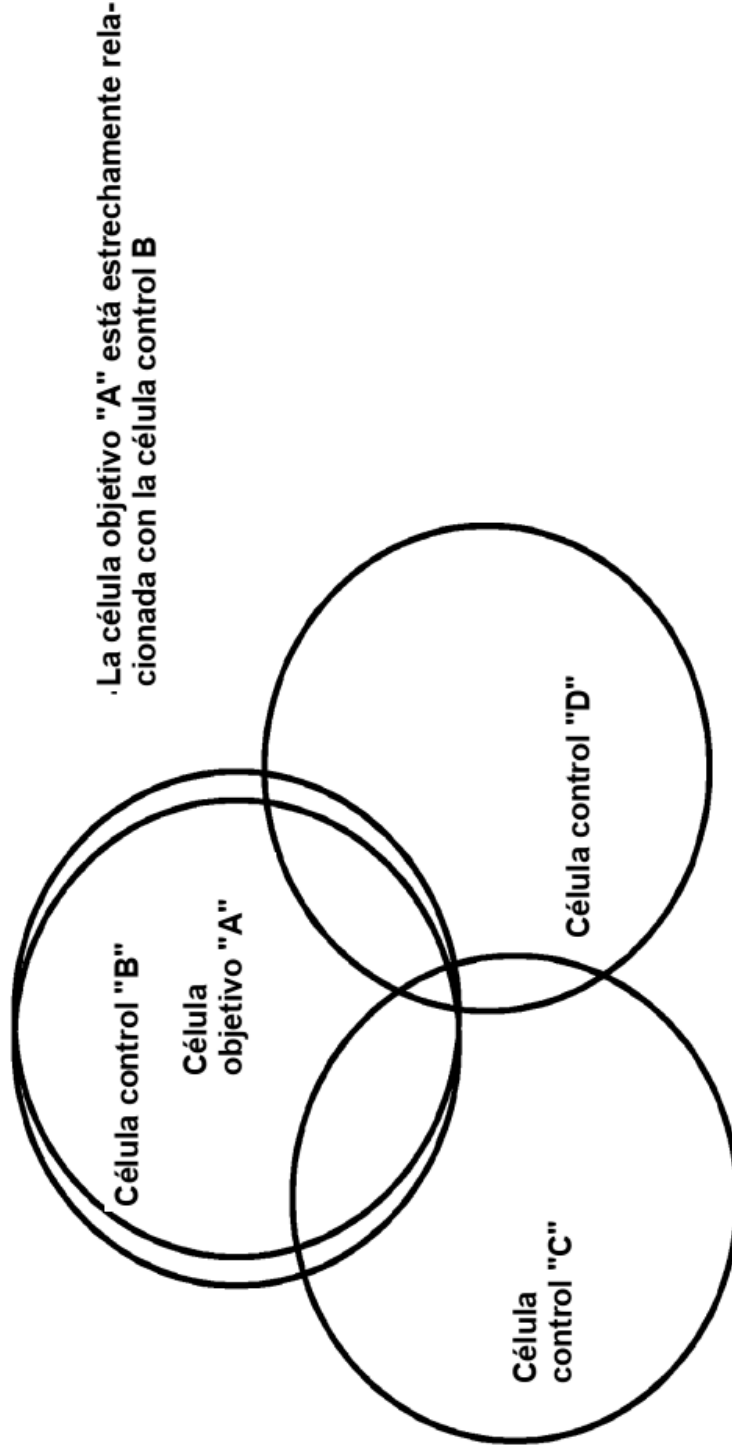 La célula objetivo "A" está estrechamente rela-
cionada con la célula control B
Célula control "B"
Célula
objetivo "A"
Célula
control "C"
Célula control "D"